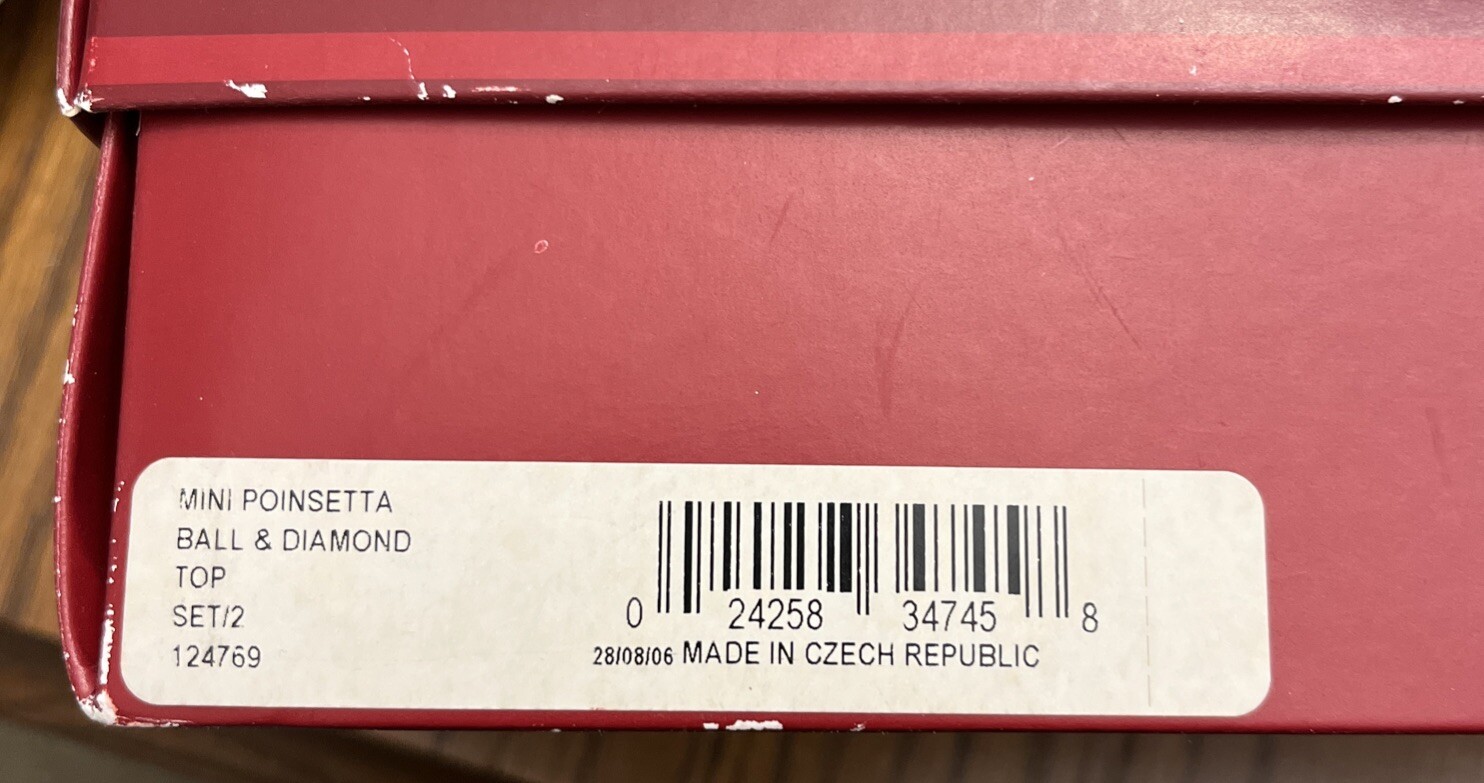 MINI POINSETTA
BALL & DIAMOND
TOP
SET/2
124769
0 24258 34745 8
28/08/06 MADE IN CZECH REPUBLIC